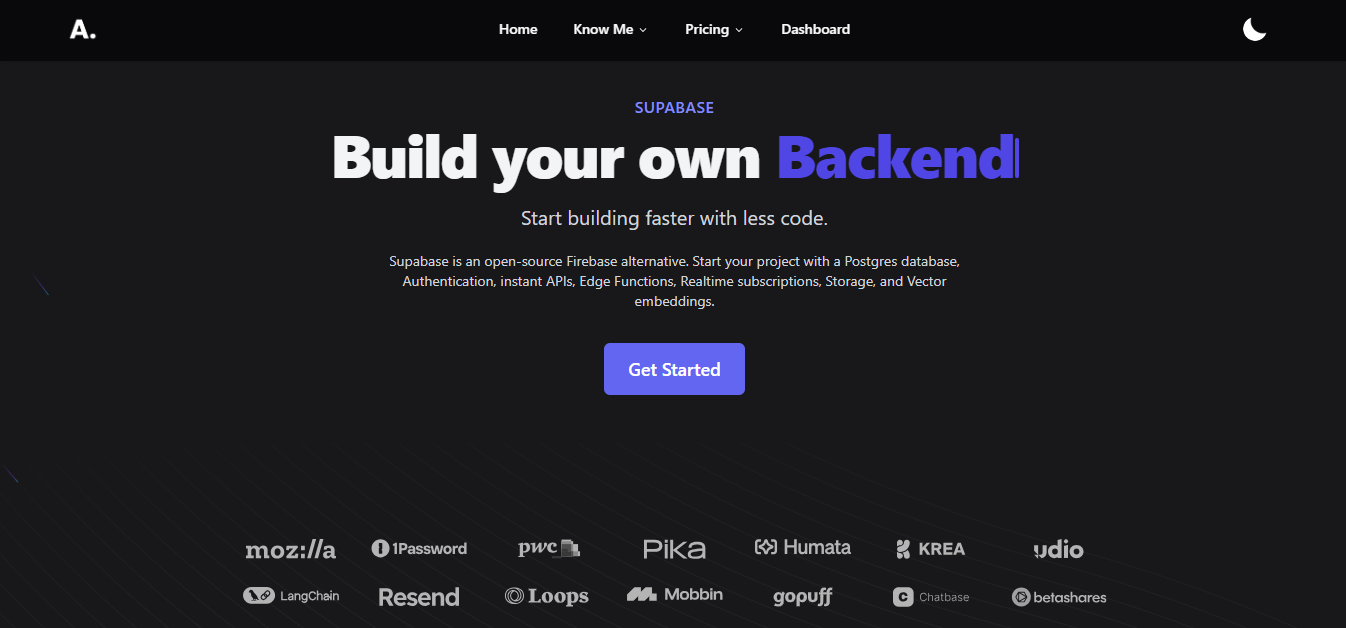 A. Home Know Me Pricing Dashboard
SUPABASE
Build your own Backend
Start building faster with less code.
Supabase is an open-source Firebase alternative. Start your project with a Postgres database,
Authentication, instant APIs, Edge Functions, Realtime subscriptions, Storage, and Vector
embeddings.
Get Started
moz://a 1Password pwc Pika Humata KREA udio
LangChain Resend Loops Mobbin gopuff Chatbase betashares